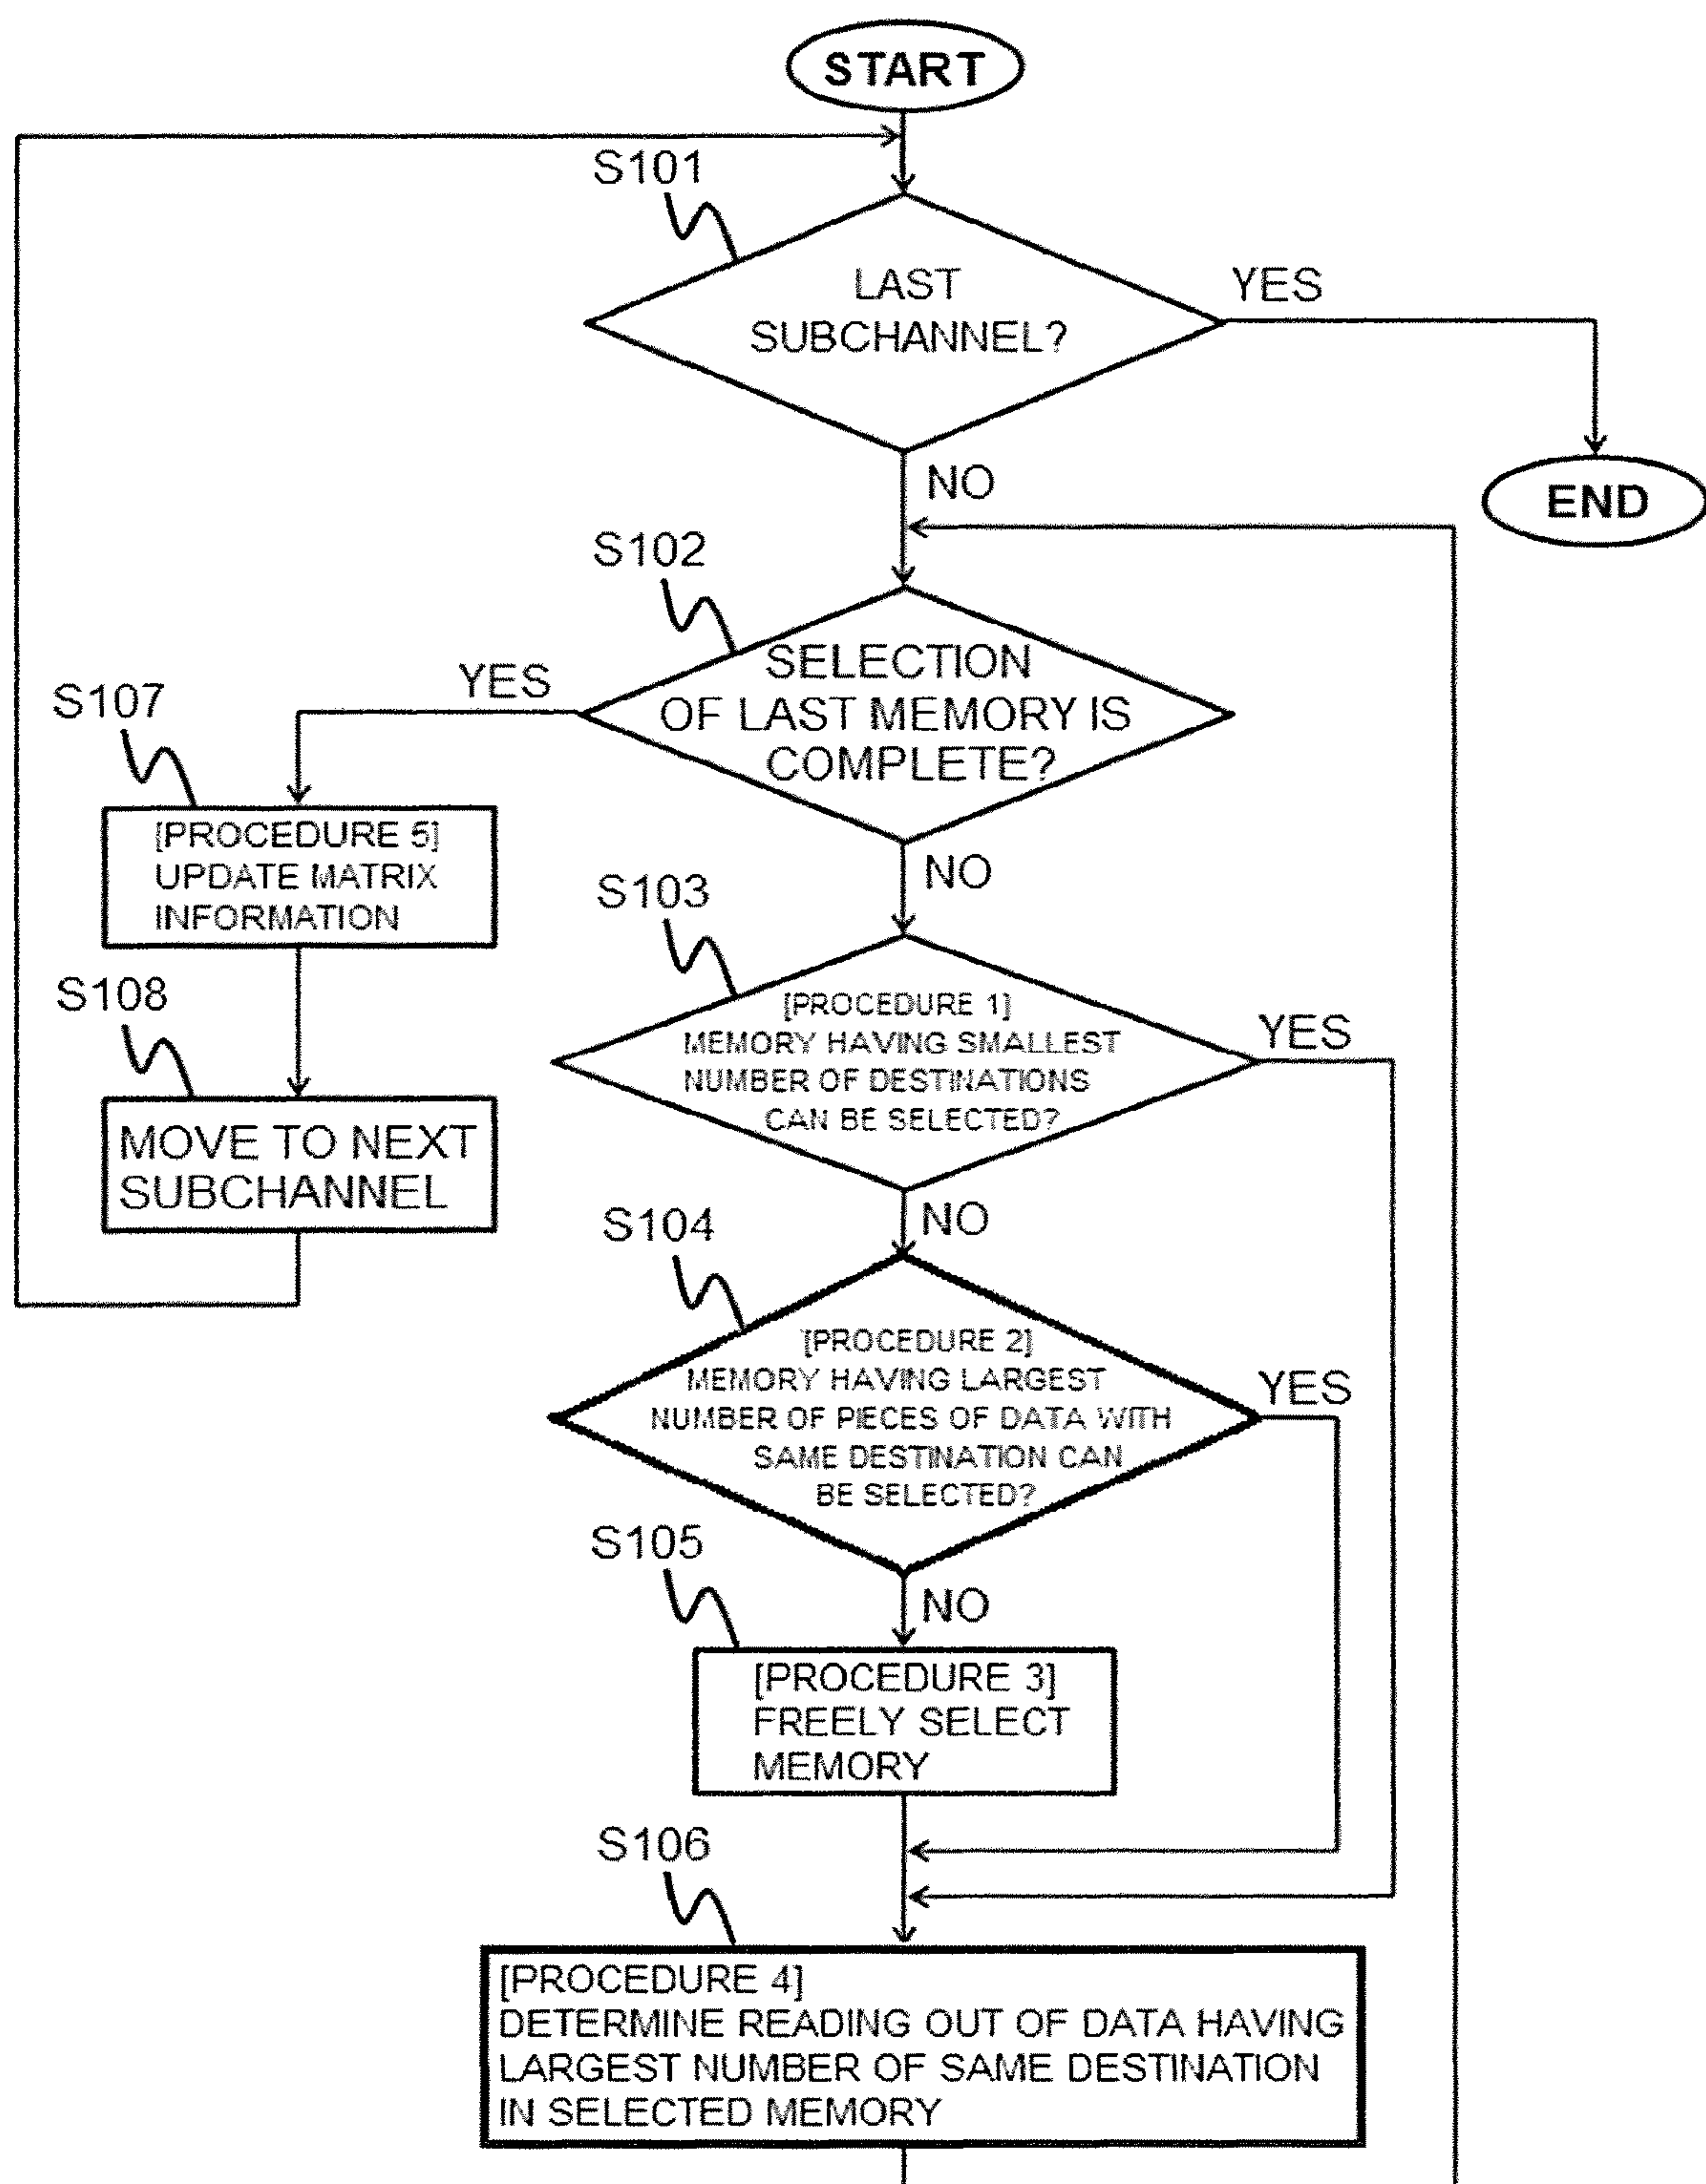 START
S101
LAST
SUBCHANNEL?
YES
NO
END
S102
SELECTION
OF LAST MEMORY IS
COMPLETE?
YES
S107
[PROCEDURE 5]
UPDATE MATRIX
INFORMATION
NO
S103
[PROCEDURE 1]
MEMORY HAVING SMALLEST
NUMBER OF DESTINATIONS
CAN BE SELECTED?
YES
S108
MOVE TO NEXT
SUBCHANNEL
NO
S104
[PROCEDURE 2]
MEMORY HAVING LARGEST
NUMBER OF PIECES OF DATA WITH
SAME DESTINATION CAN
BE SELECTED?
YES
S105
NO
[PROCEDURE 3]
FREELY SELECT
MEMORY
S106
[PROCEDURE 4]
DETERMINE READING OUT OF DATA HAVING
LARGEST NUMBER OF SAME DESTINATION
IN SELECTED MEMORY